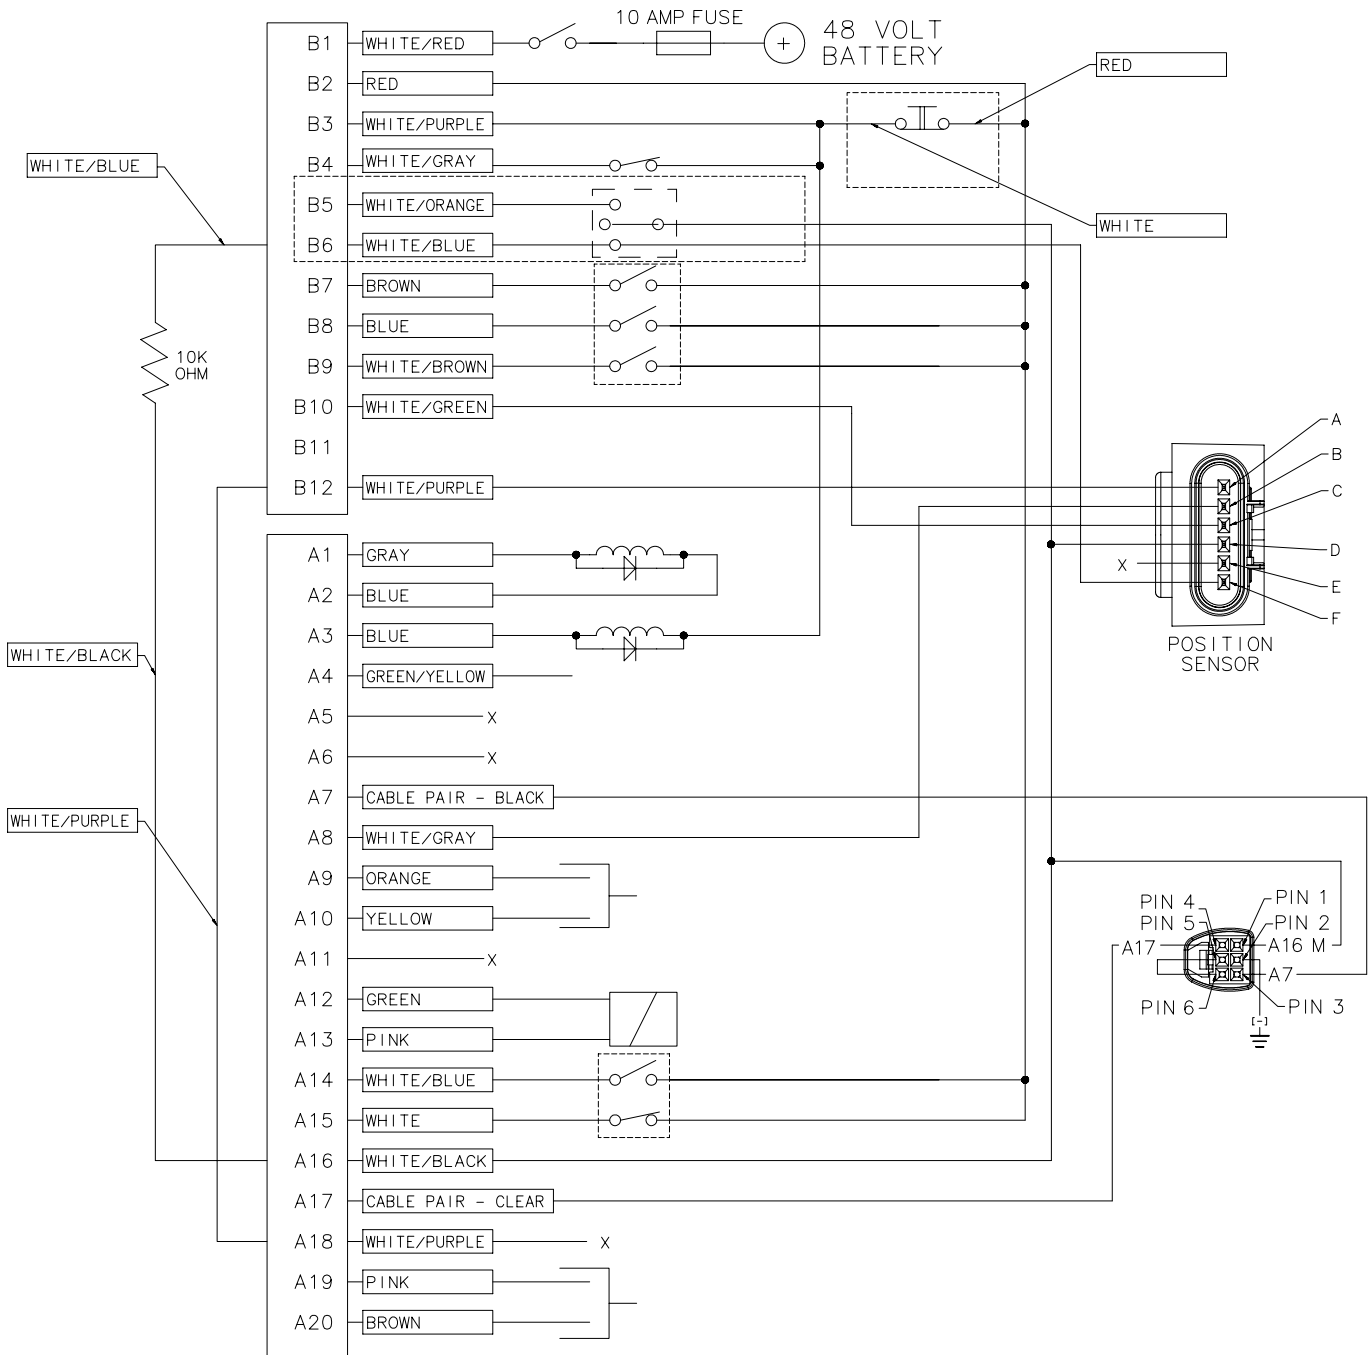 10 AMP FUSE
B1 WHITE/RED
+
48 VOLT
BATTERY
B2 RED
RED
B3 WHITE/PURPLE
WHITE/BLUE
B4 WHITE/GRAY
B5 WHITE/ORANGE
WHITE
B6 WHITE/BLUE
B7 BROWN
B8 BLUE
10K
OHM
B9 WHITE/BROWN
B10 WHITE/GREEN
B11
B12 WHITE/PURPLE
A
B
C
D
X
E
F
POSITION
SENSOR
A1 GRAY
A2 BLUE
A3 BLUE
WHITE/BLACK
A4 GREEN/YELLOW
A5 X
A6 X
A7 CABLE PAIR - BLACK
WHITE/PURPLE
A8 WHITE/GRAY
A9 ORANGE
A10 YELLOW
A11 X
A12 GREEN
A13 PINK
PIN 4
PIN 1
PIN 5
PIN 2
A17
A16 M
A7
PIN 6
PIN 3
[-]
A14 WHITE/BLUE
A15 WHITE
A16 WHITE/BLACK
A17 CABLE PAIR - CLEAR
A18 WHITE/PURPLE X
A19 PINK
A20 BROWN